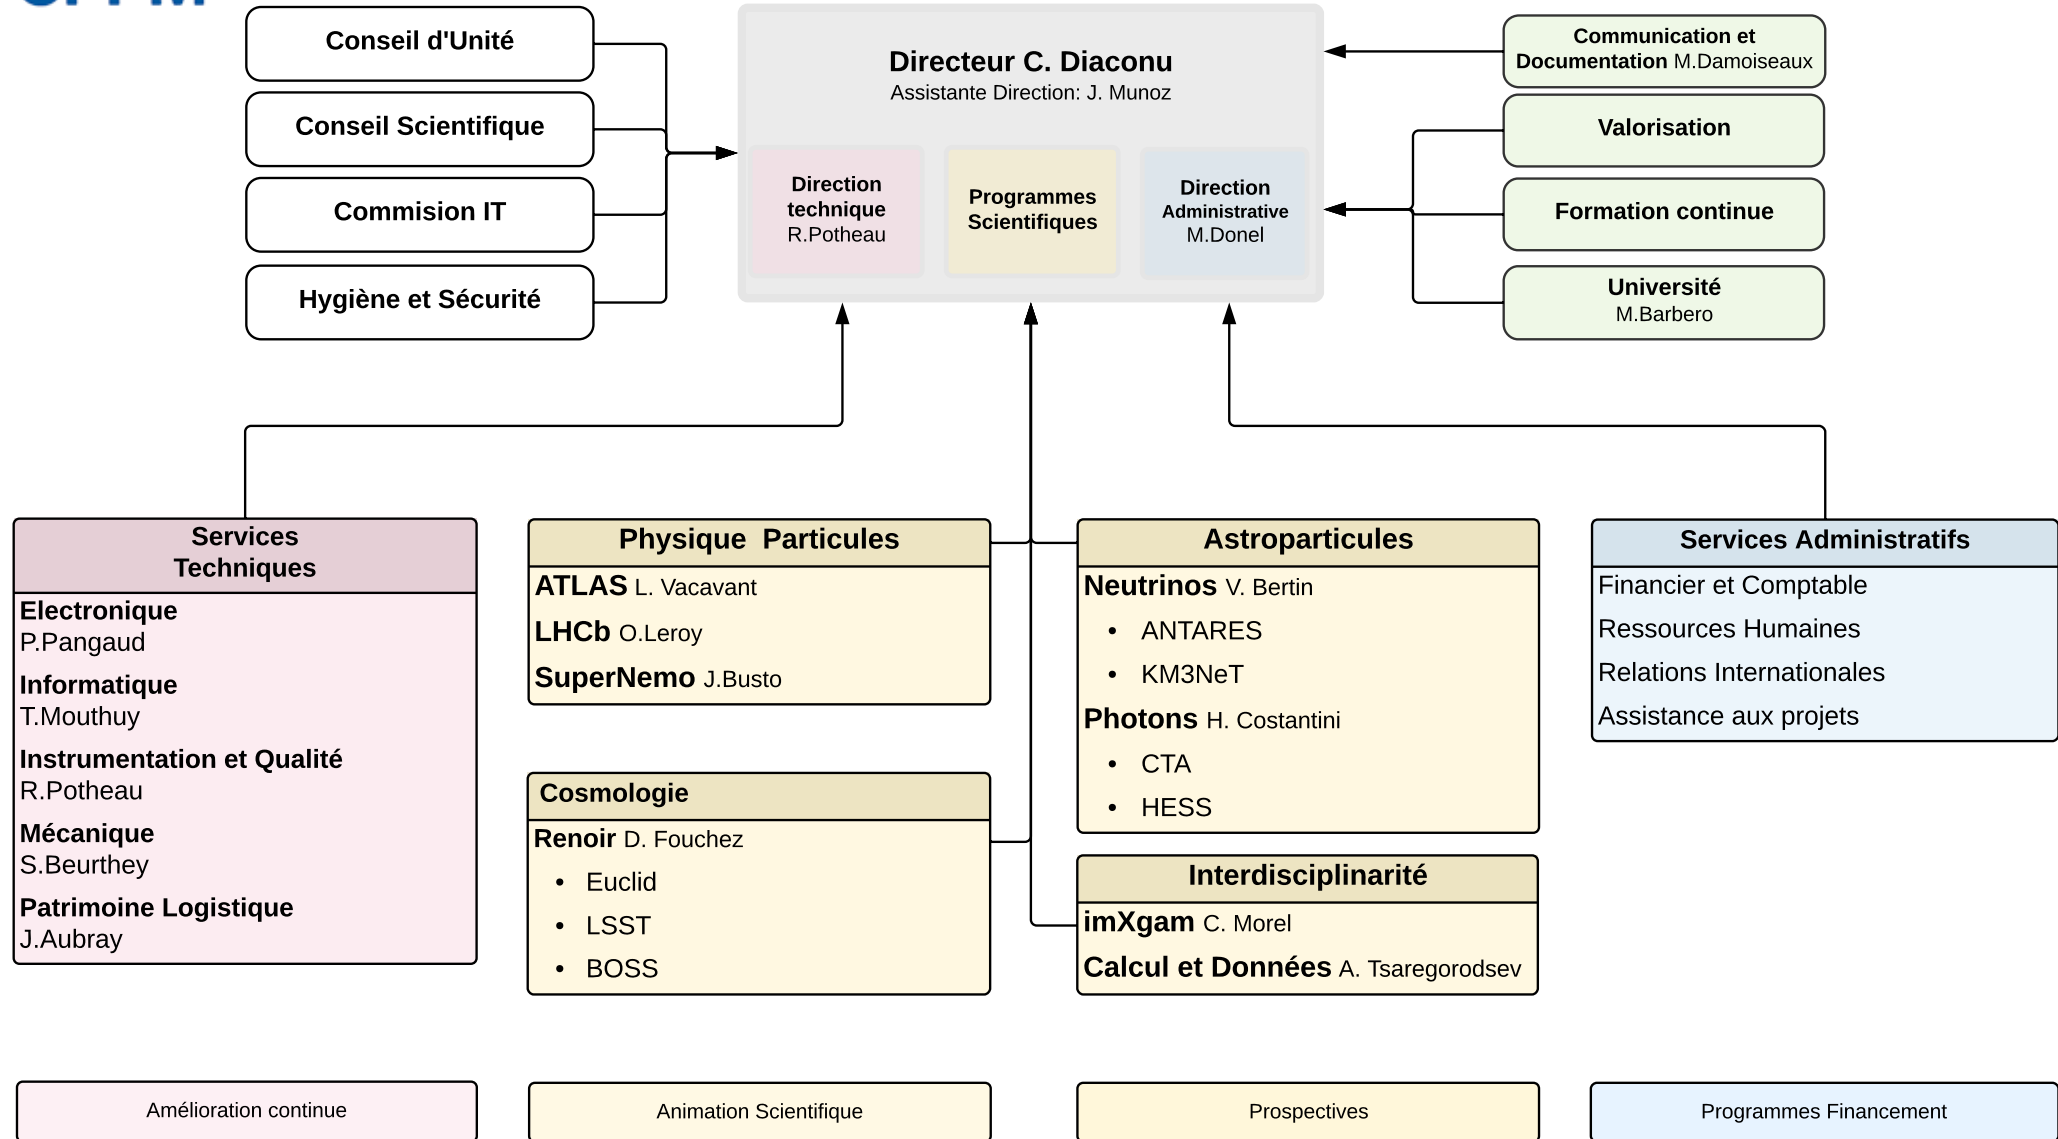 Conseil d'Unité
Conseil Scientifique
Commision IT
Hygiène et Sécurité
Directeur C. Diaconu
Assistante Direction: J. Munoz
Direction
technique
R.Potheau
Programmes
Scientifiques
Direction
Administrative
M.Donel
Communication et
Documentation M.Damoiseaux
Valorisation
Formation continue
Université
M.Barbero
Services
Techniques
Electronique
P.Pangaud
Informatique
T.Mouthuy
Instrumentation et Qualité
R.Potheau
Mécanique
S.Beurthey
Patrimoine Logistique
J.Aubray
Physique Particules
ATLAS L. Vacavant
LHCb O.Leroy
SuperNemo J.Busto
Cosmologie
Renoir D. Fouchez
• Euclid
• LSST
• BOSS
Astroparticules
Neutrinos V. Bertin
• ANTARES
• KM3NeT
Photons H. Costantini
• CTA
• HESS
Interdisciplinarité
imXgam C. Morel
Calcul et Données A. Tsaregorodsev
Services Administratifs
Financier et Comptable
Ressources Humaines
Relations Internationales
Assistance aux projets
Amélioration continue
Animation Scientifique
Prospectives
Programmes Financement